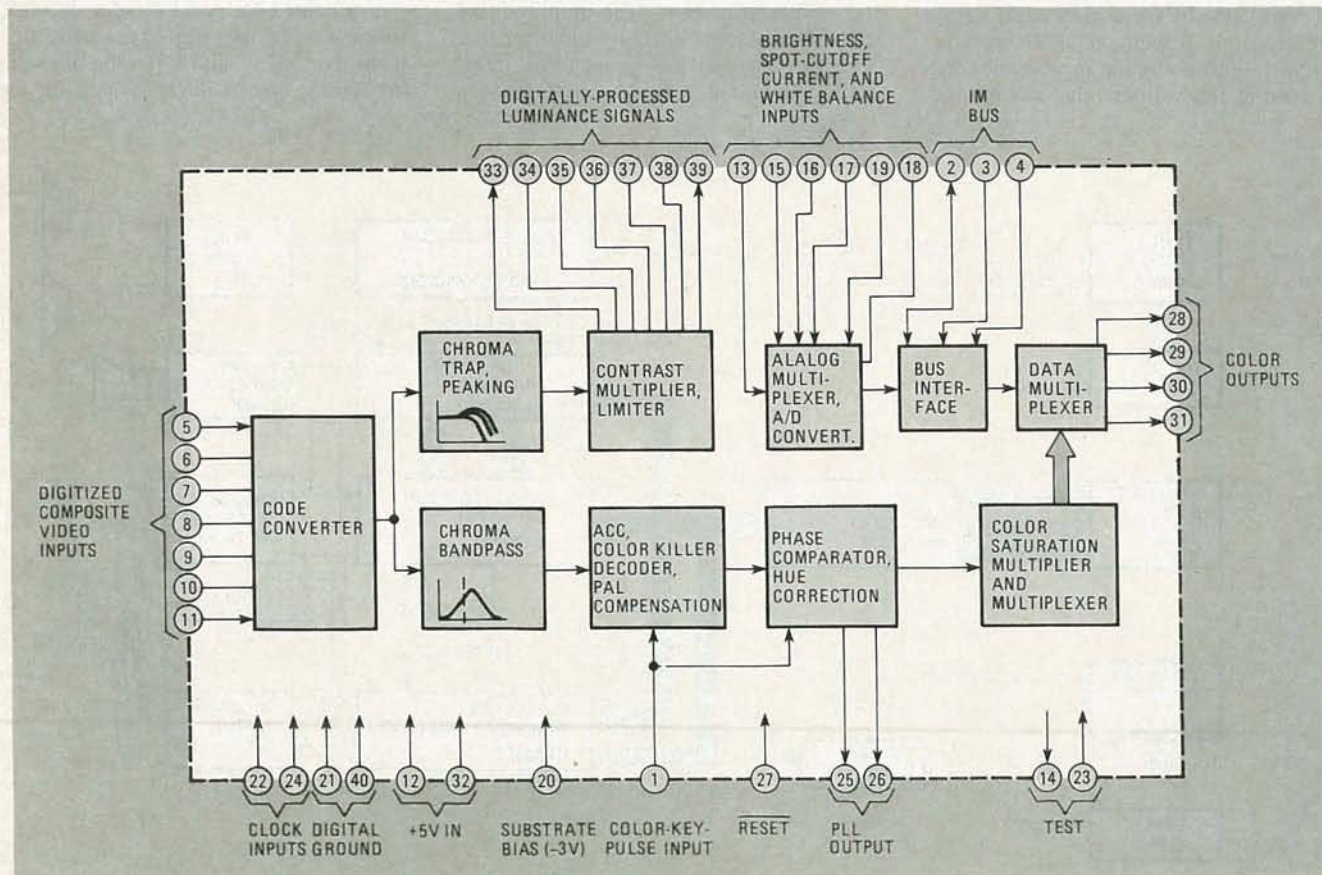 BRIGHTNESS,
SPOT-CUTOFF
CURRENT, AND
WHITE BALANCE
INPUTS
IM
BUS
DIGITALLY-PROCESSED
LUMINANCE SIGNALS
33 34 35 36 37 38 39 13 15 16 17 19 18 2 3 4
CHROMA
TRAP,
PEAKING
CONTRAST
MULTIPLIER,
LIMITER
ALALOG
MULTI-
PLEXER,
A/D
CONVERT.
BUS
INTER-
FACE
DATA
MULTI-
PLEXER
28
29
30
31
COLOR
OUTPUTS
DIGITIZED
COMPOSITE
VIDEO
INPUTS
5
6
7
8
9
10
11
CODE
CONVERTER
CHROMA
BANDPASS
ACC,
COLOR KILLER
DECODER,
PAL
COMPENSATION
PHASE
COMPARATOR,
HUE
CORRECTION
COLOR
SATURATION
MULTIPLIER
AND
MULTIPLEXER
22 24 21 40 12 32 20 1 27 25 26 14 23
CLOCK
INPUTS
DIGITAL
GROUND
+5V IN
SUBSTRATE
BIAS (-3V)
COLOR-KEY-
PULSE INPUT
RESET
PLL
OUTPUT
TEST